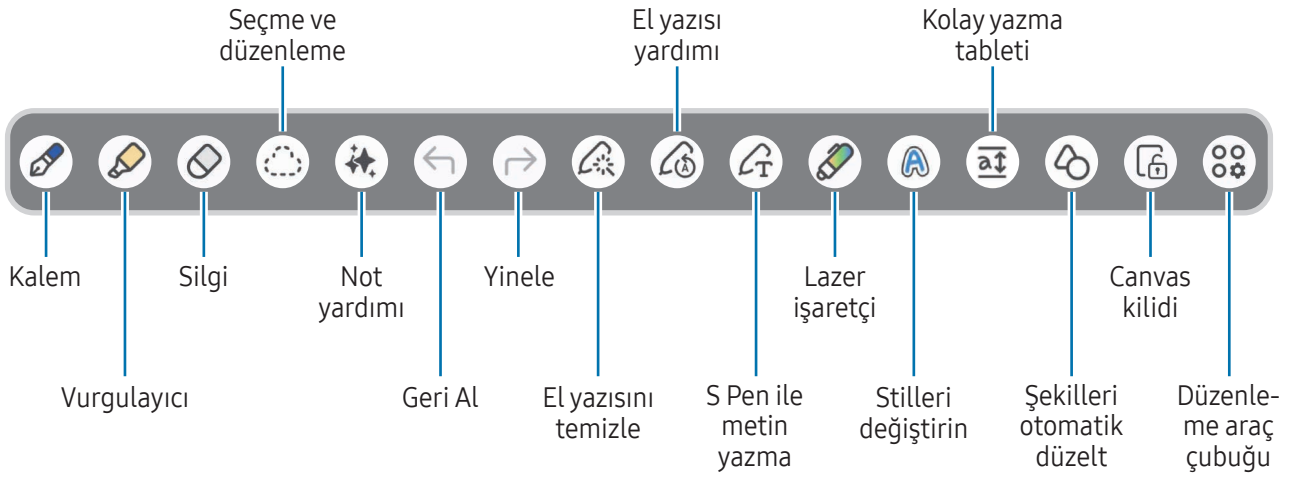 Seçme ve
düzenleme
El yazısı
yardımı
Kolay yazma
tableti
Kalem
Silgi
Not
yardımı
Yinele
Lazer
işaretçi
Canvas
kilidi
Vurgulayıcı
Geri Al
El yazısını
temizle
S Pen ile
metin
yazma
Stilleri
değiştirin
Şekilleri
otomatik
düzelt
Düzenle-
me araç
çubuğu